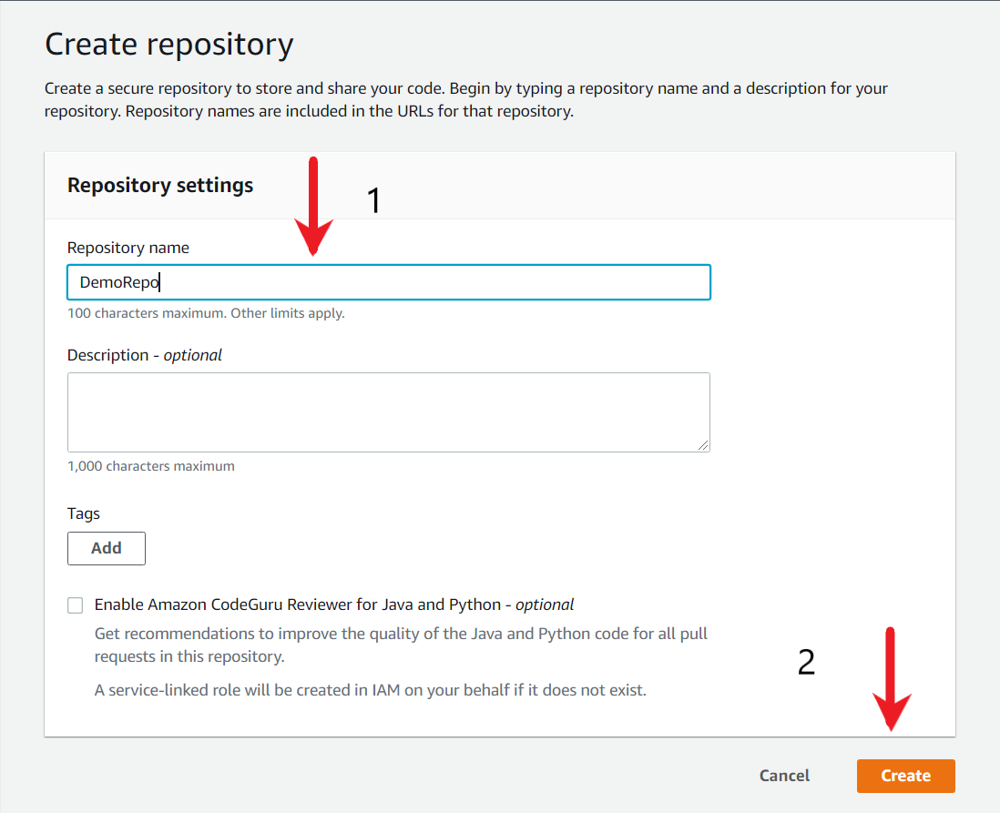 Create repository
Create a secure repository to store and share your code. Begin by typing a repository name and a description for your
repository. Repository names are included in the URLs for that repository.
Repository settings
1
Repository name
DemoRepo
100 characters maximum. Other limits apply.
Description - optional
1,000 characters maximum
Tags
Add
Enable Amazon CodeGuru Reviewer for Java and Python - optional
Get recommendations to improve the quality of the Java and Python code for all pull
requests in this repository.
2
A service-linked role will be created in IAM on your behalf if it does not exist.
Cancel
Create